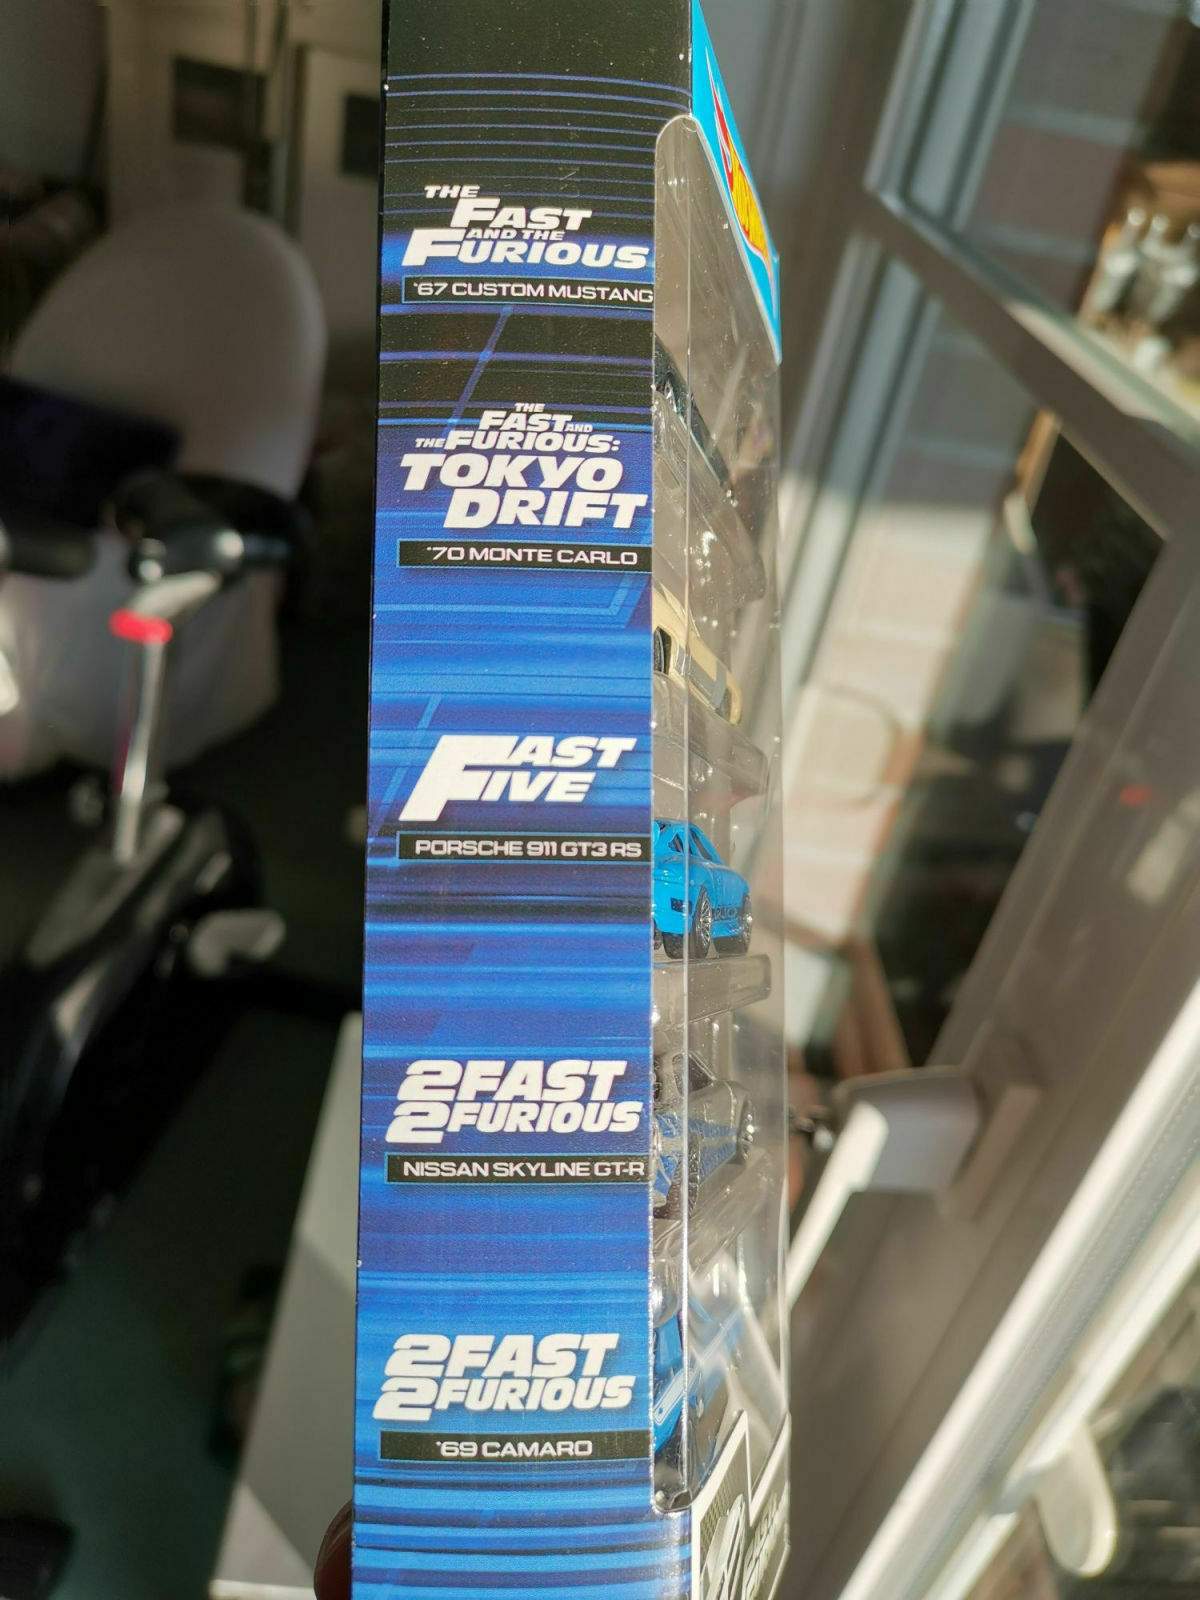 THE
FAST
AND THE
FURIOUS
'67 CUSTOM MUSTANG
THE
FAST AND
THE FURIOUS:
TOKYO
DRIFT
'70 MONTE CARLO
FAST
FIVE
PORSCHE 911 GT3 RS
2FAST
2FURIOUS
NISSAN SKYLINE GT-R
2FAST
2FURIOUS
'69 CAMARO